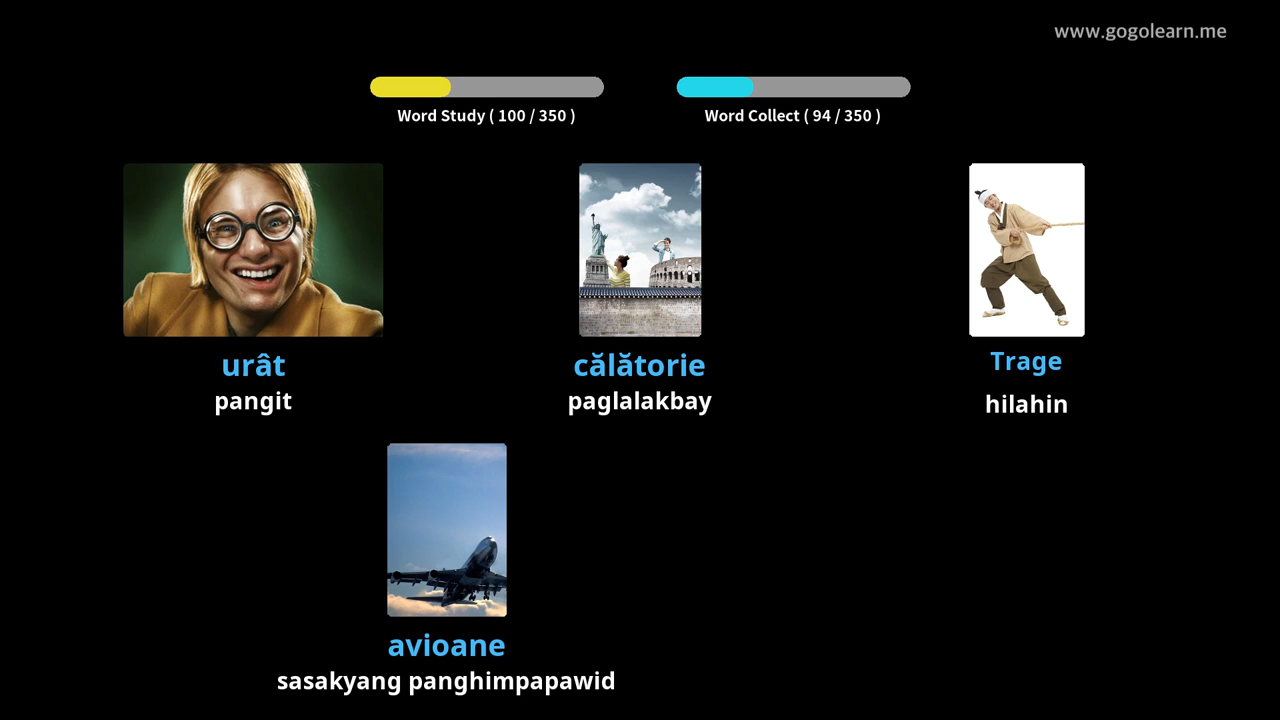 www.gogolearn.me
Word Study ( 100 / 350 )
Word Collect ( 94 / 350 )
urât
pangit
călătorie
paglalakbay
Trage
hilahin
avioane
sasakyang panghimpapawid